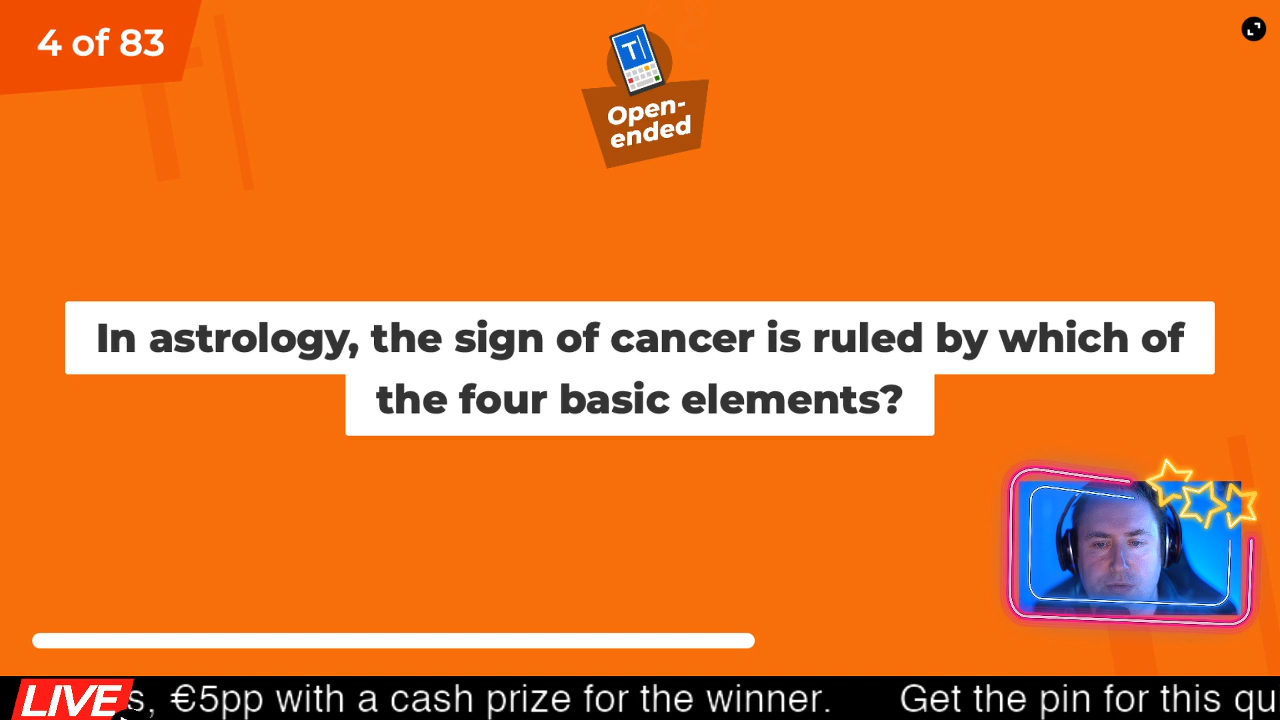 4 of 83
T
Open-
ended
In astrology, the sign of cancer is ruled by which of
the four basic elements?
LIVE s, €5pp with a cash prize for the winner. Get the pin for this qu